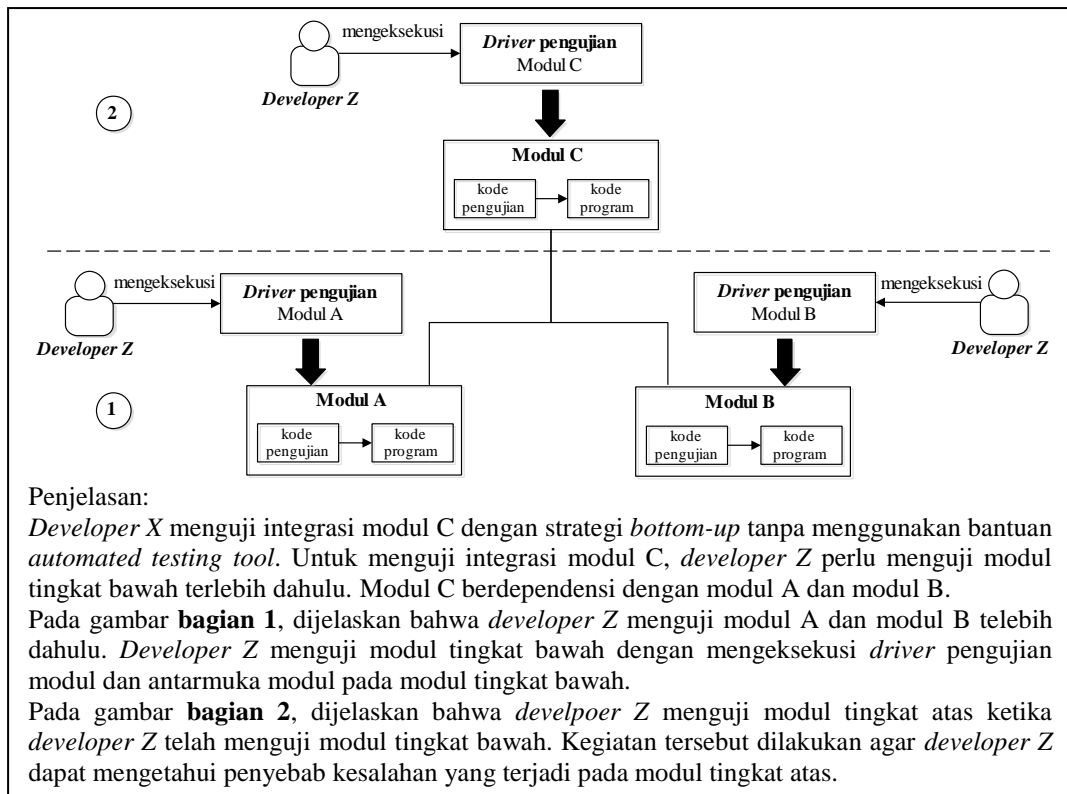 mengeksekusi
Driver pengujian
Modul C
Developer Z
2
Modul C
kode
pengujian
kode
program
mengeksekusi
Driver pengujian
Modul A
Driver pengujian
Modul B
mengeksekusi
Developer Z
Developer Z
1
Modul A
kode
pengujian
kode
program
Modul B
kode
pengujian
kode
program
Penjelasan:
Developer X menguji integrasi modul C dengan strategi bottom-up tanpa menggunakan bantuan
automated testing tool. Untuk menguji integrasi modul C, developer Z perlu menguji modul
tingkat bawah terlebih dahulu. Modul C berdependensi dengan modul A dan modul B.
Pada gambar bagian 1, dijelaskan bahwa developer Z menguji modul A dan modul B telebih
dahulu. Developer Z menguji modul tingkat bawah dengan mengeksekusi driver pengujian
modul dan antarmuka modul pada modul tingkat bawah.
Pada gambar bagian 2, dijelaskan bahwa develpoer Z menguji modul tingkat atas ketika
developer Z telah menguji modul tingkat bawah. Kegiatan tersebut dilakukan agar developer Z
dapat mengetahui penyebab kesalahan yang terjadi pada modul tingkat atas.